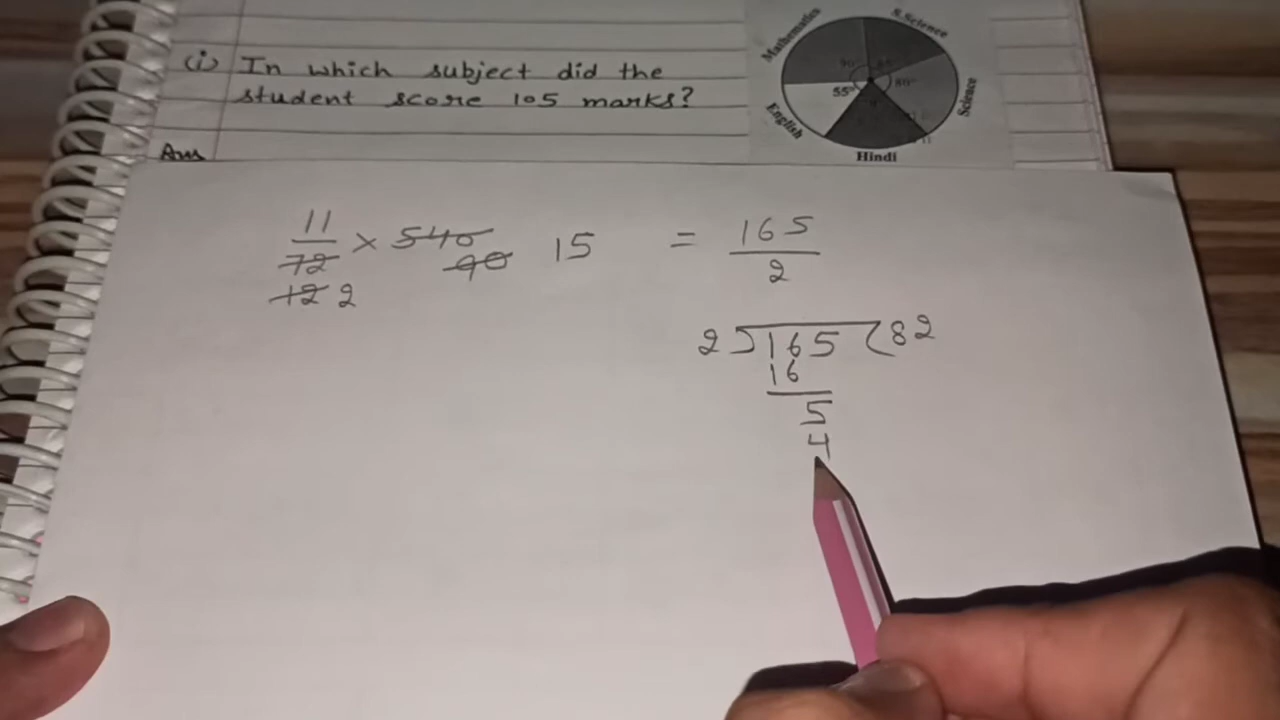 (i) In which subject did the
student score 105 marks?
Ans
Mathematics
S.Science
90°
80°
55°
English
Science
Hindi
11/72 × 540/90 15 = 165/2
12 2
2)165(82
16
5
4